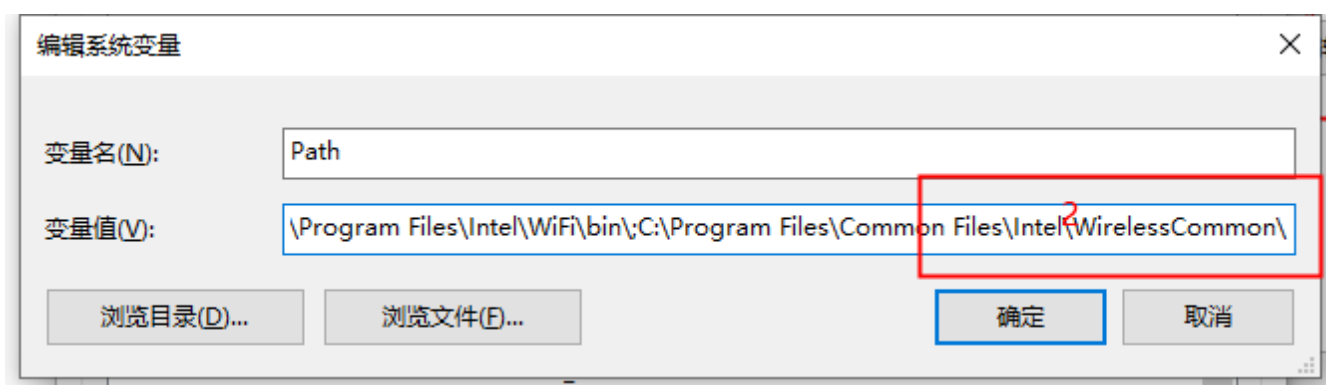 编辑系统变量
变量名(N):
Path
变量值(V):
\Program Files\Intel\WiFi\bin\;C:\Program Files\Common Files\Intel\WirelessCommon\
2
浏览目录(D)...
浏览文件(F)...
确定
取消